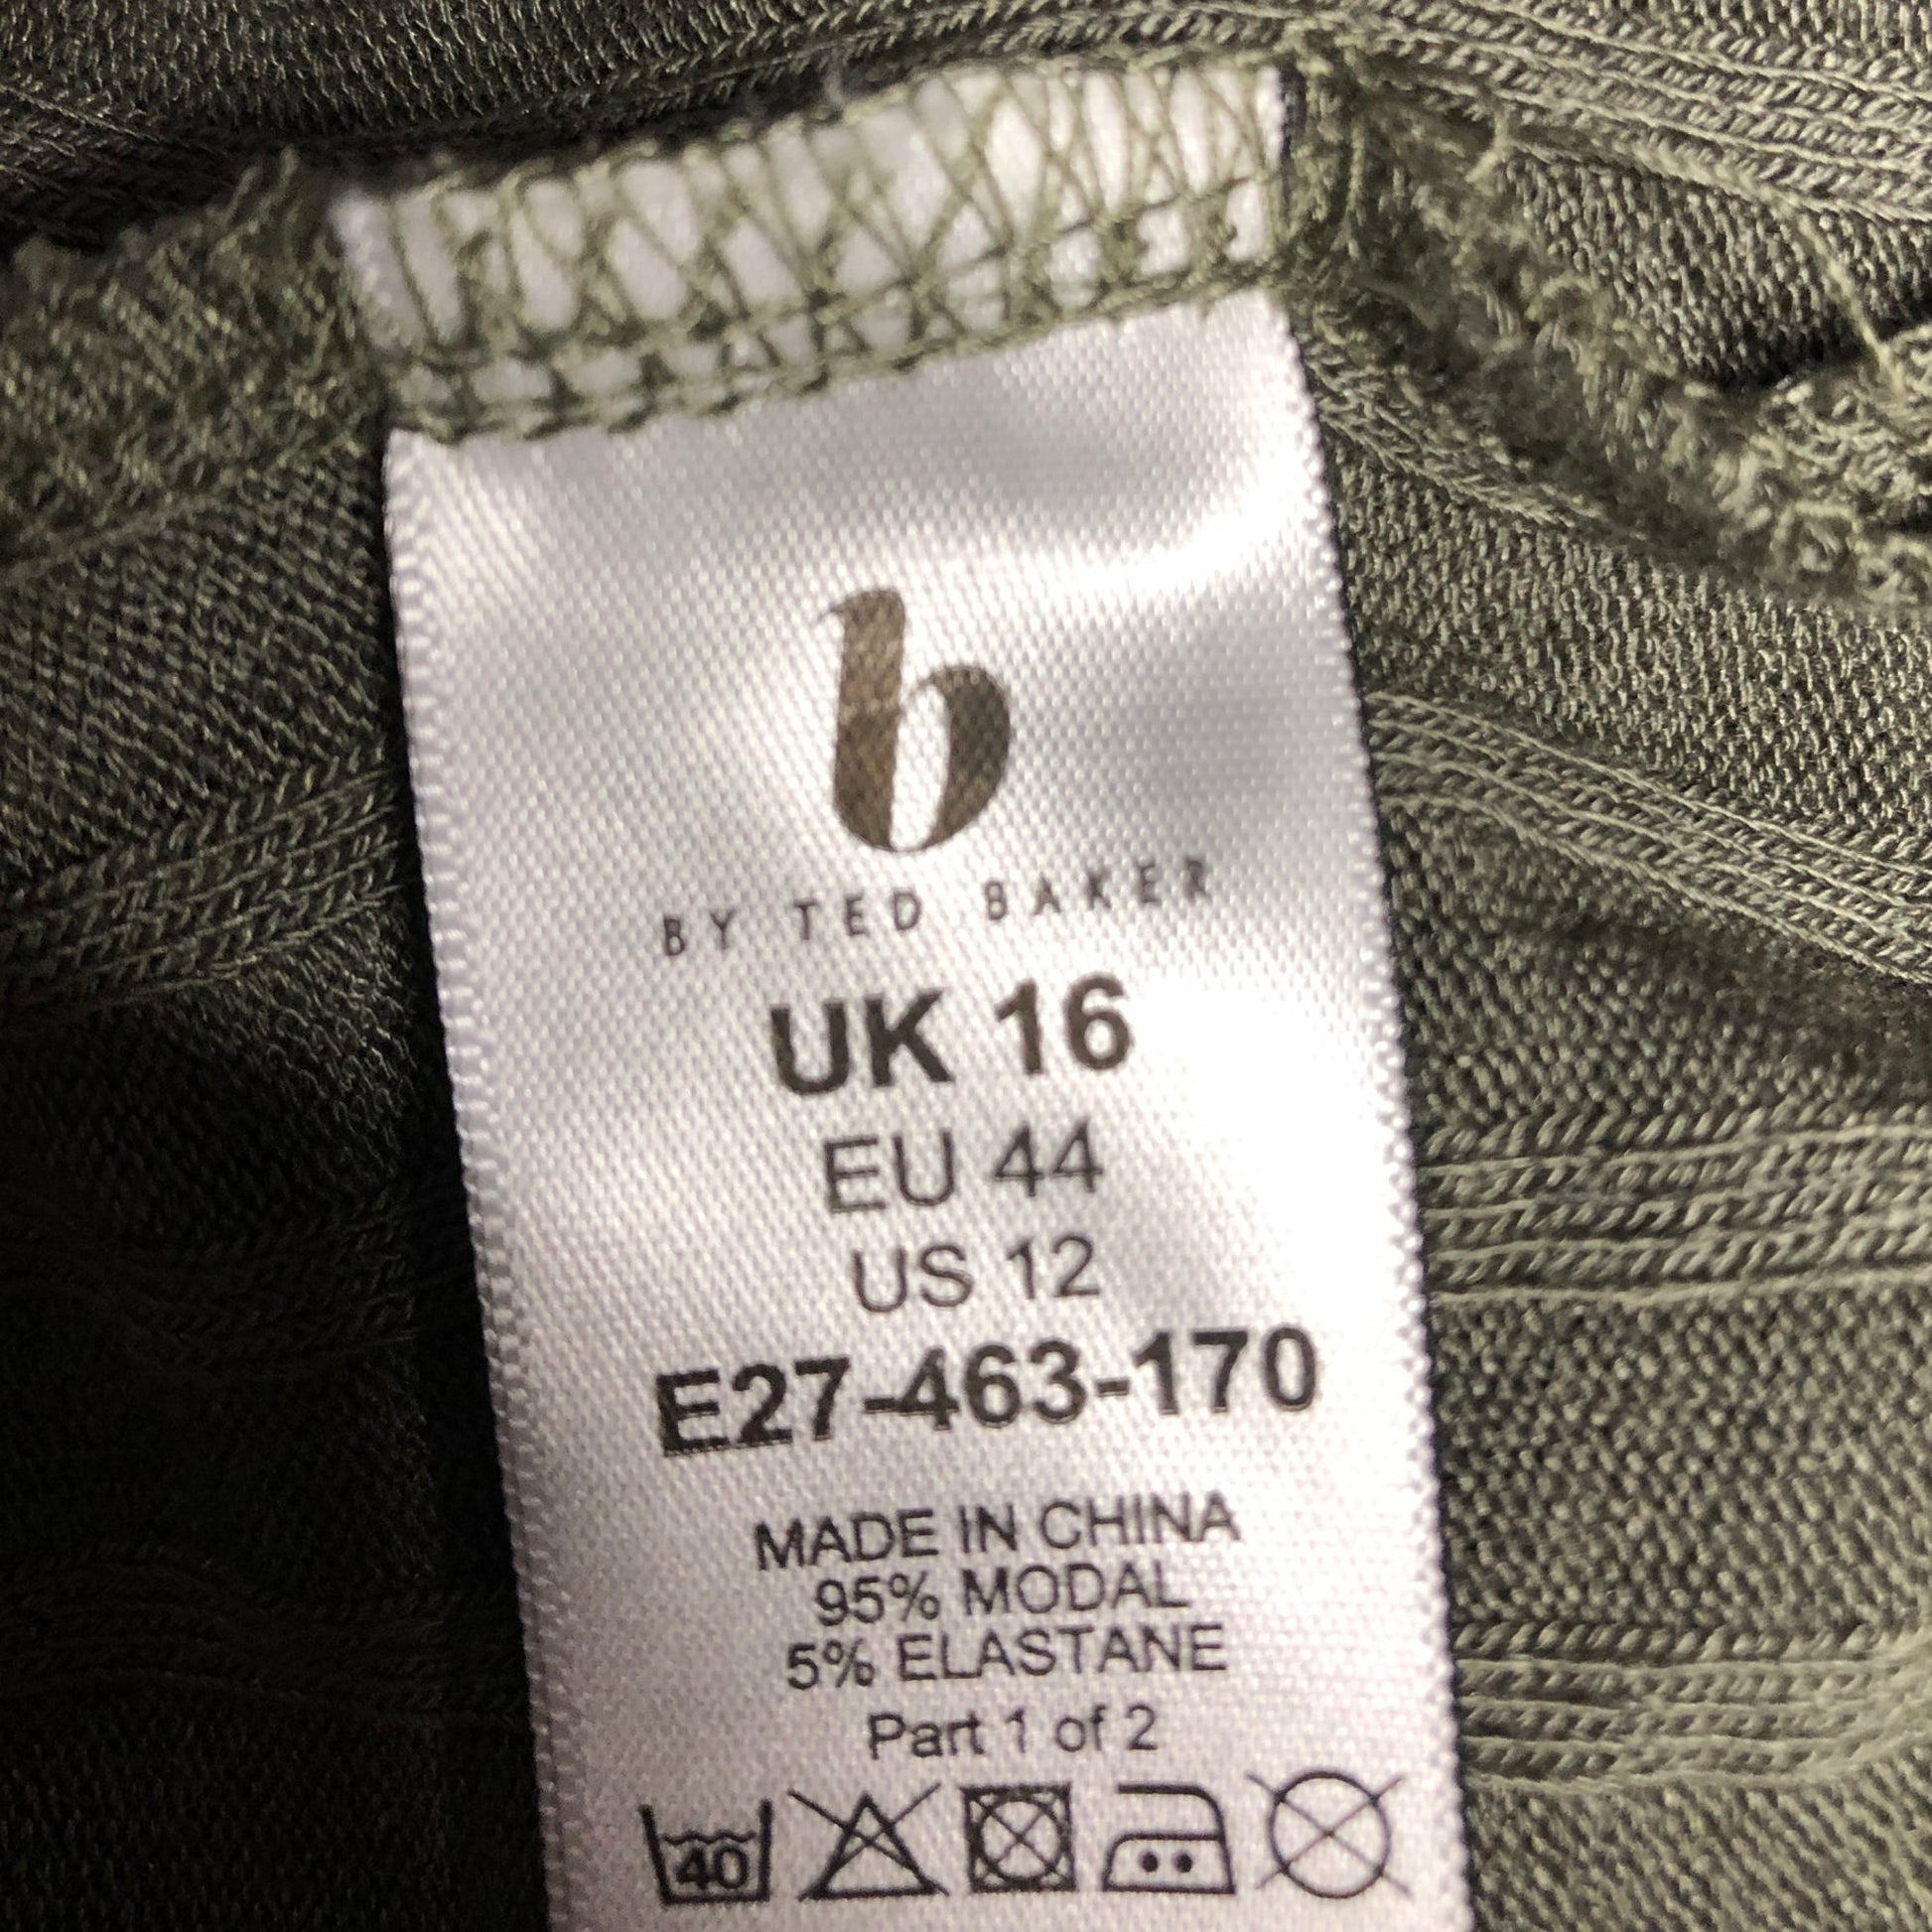 b
BY TED BAKER
UK 16
EU 44
US 12
E27-463-170
MADE IN CHINA
95% MODAL
5% ELASTANE
Part 1 of 2
40